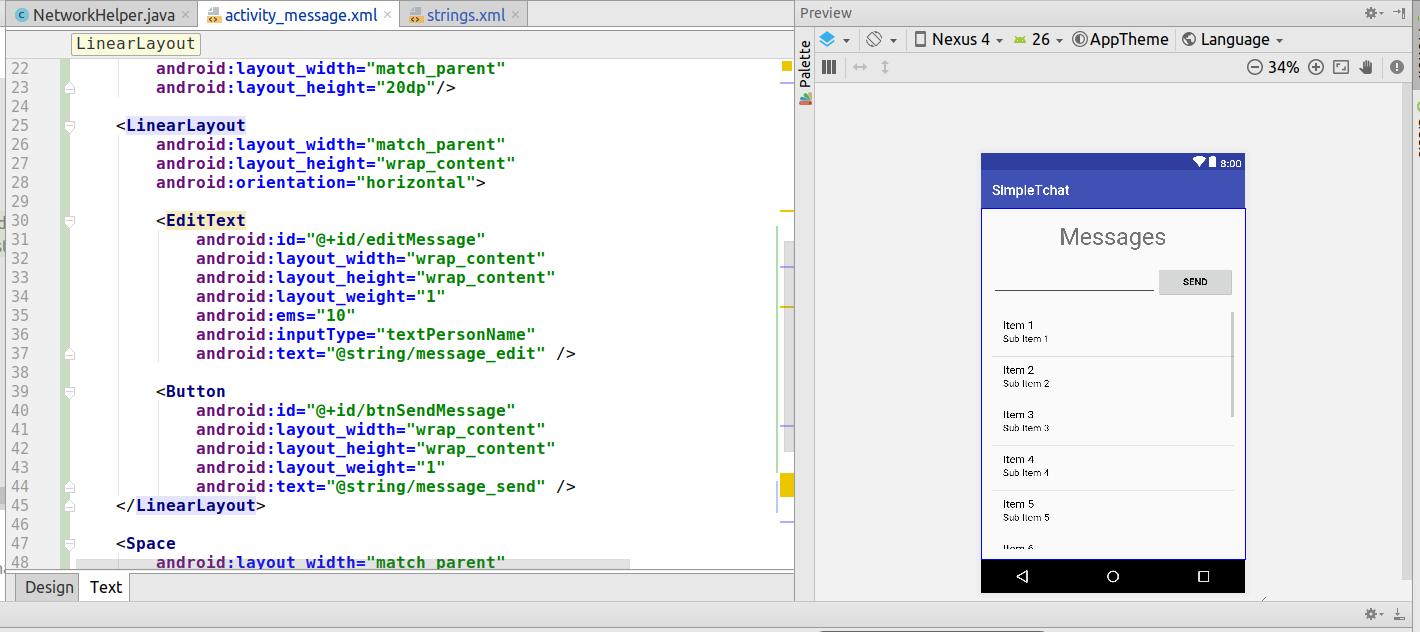 NetworkHelper.java
activity_message.xml
strings.xml
LinearLayout
22 android:layout_width="match_parent"
23 android:layout_height="20dp"/>
24
25 <LinearLayout
26 android:layout_width="match_parent"
27 android:layout_height="wrap_content"
28 android:orientation="horizontal">
29
30 <EditText
31 android:id="@+id/editMessage"
32 android:layout_width="wrap_content"
33 android:layout_height="wrap_content"
34 android:layout_weight="1"
35 android:ems="10"
36 android:inputType="textPersonName"
37 android:text="@string/message_edit" />
38
39 <Button
40 android:id="@+id/btnSendMessage"
41 android:layout_width="wrap_content"
42 android:layout_height="wrap_content"
43 android:layout_weight="1"
44 android:text="@string/message_send" />
45 </LinearLayout>
46
47 <Space
48 android:layout_width="match_parent"
Design Text
Preview
Palette
Nexus 4 26 AppTheme Language
34%
8:00
SimpleTchat
Messages
SEND
Item 1
Sub Item 1
Item 2
Sub Item 2
Item 3
Sub Item 3
Item 4
Sub Item 4
Item 5
Sub Item 5
Item 6